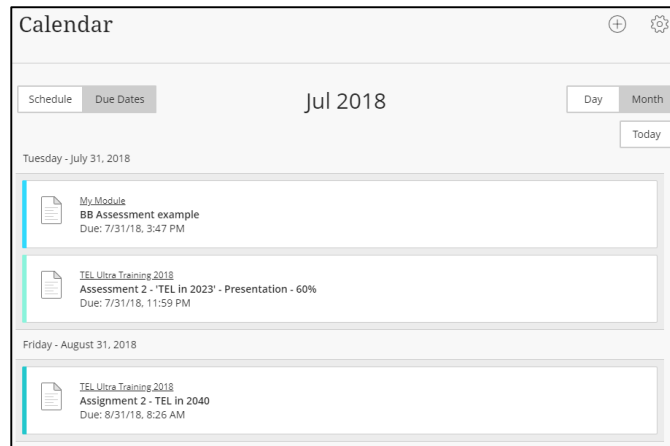 Calendar
Schedule Due Dates Jul 2018 Day Month
Today
Tuesday - July 31, 2018
My Module
BB Assessment example
Due: 7/31/18, 3:47 PM
TEL Ultra Training 2018
Assessment 2 - 'TEL in 2023' - Presentation - 60%
Due: 7/31/18, 11:59 PM
Friday - August 31, 2018
TEL Ultra Training 2018
Assignment 2 - TEL in 2040
Due: 8/31/18, 8:26 AM